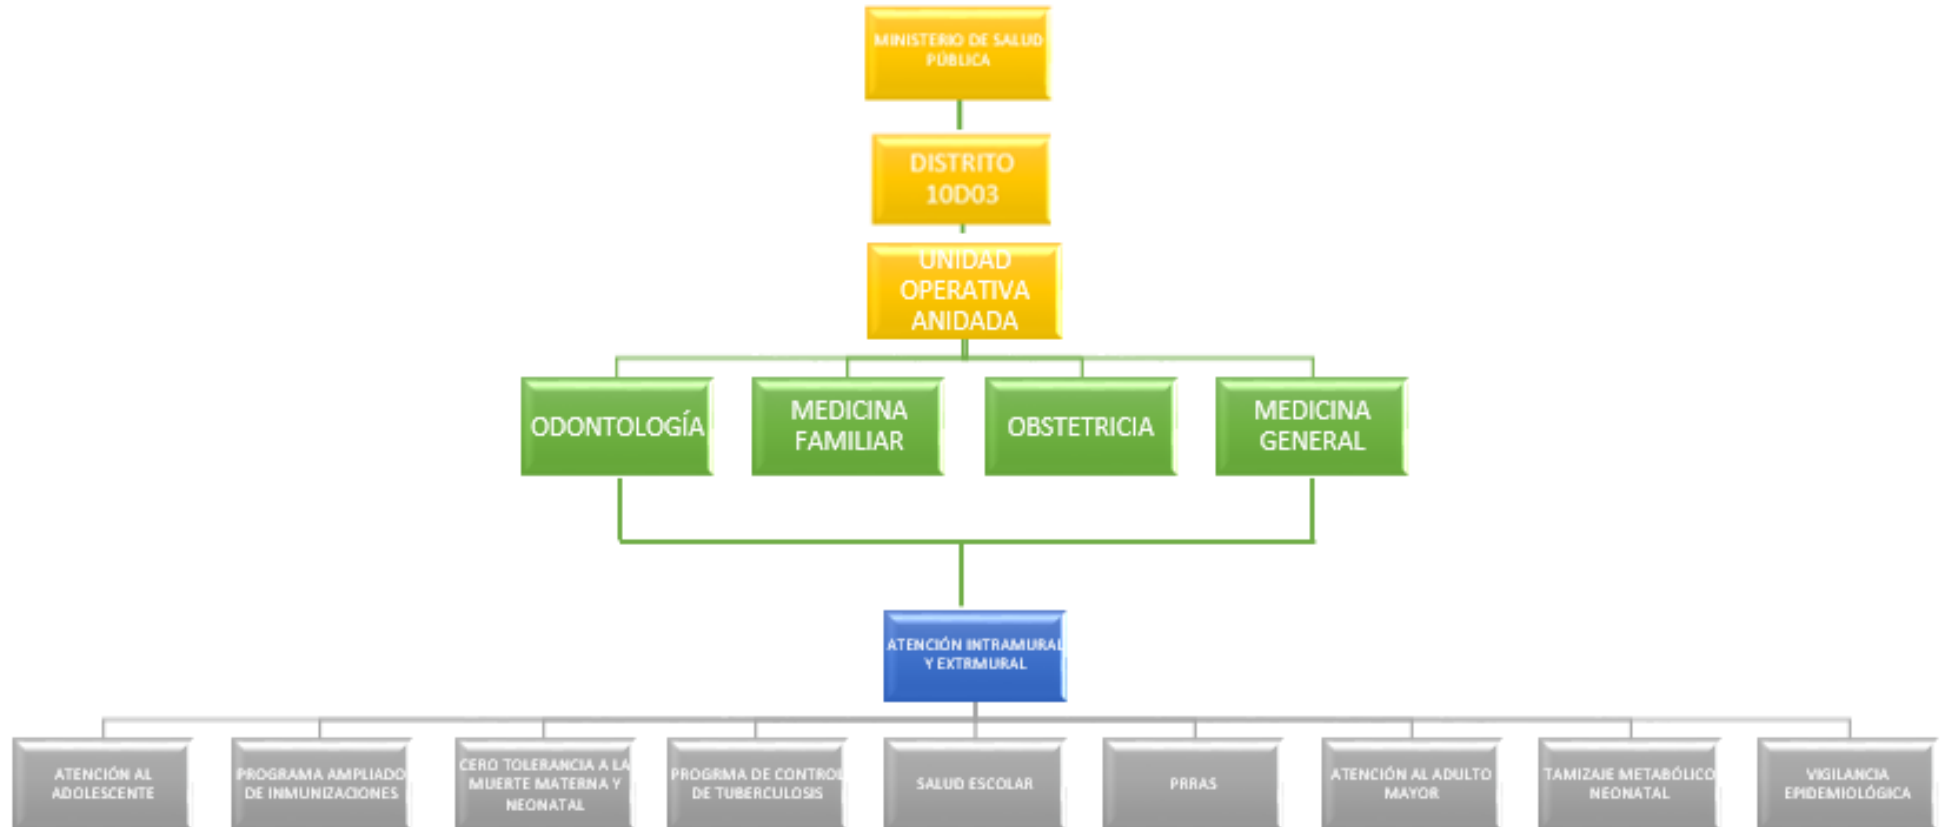 MINISTERIO DE SALUD
PÚBLICA
DISTRITO
10D03
UNIDAD
OPERATIVA
ANIDADA
ODONTOLOGÍA
MEDICINA
FAMILIAR
OBSTETRICIA
MEDICINA
GENERAL
ATENCIÓN INTRAMURAL
Y EXTRMURAL
ATENCIÓN AL
ADOLESCENTE
PROGRAMA AMPLIADO
DE INMUNIZACIONES
CERO TOLERANCIA A LA
MUERTE MATERNA Y
NEONATAL
PROGRMA DE CONTROL
DE TUBERCULOSIS
SALUD ESCOLAR
PRRAS
ATENCIÓN AL ADULTO
MAYOR
TAMIZAJE METABÓLICO
NEONATAL
VIGILANCIA
EPIDEMIOLÓGICA